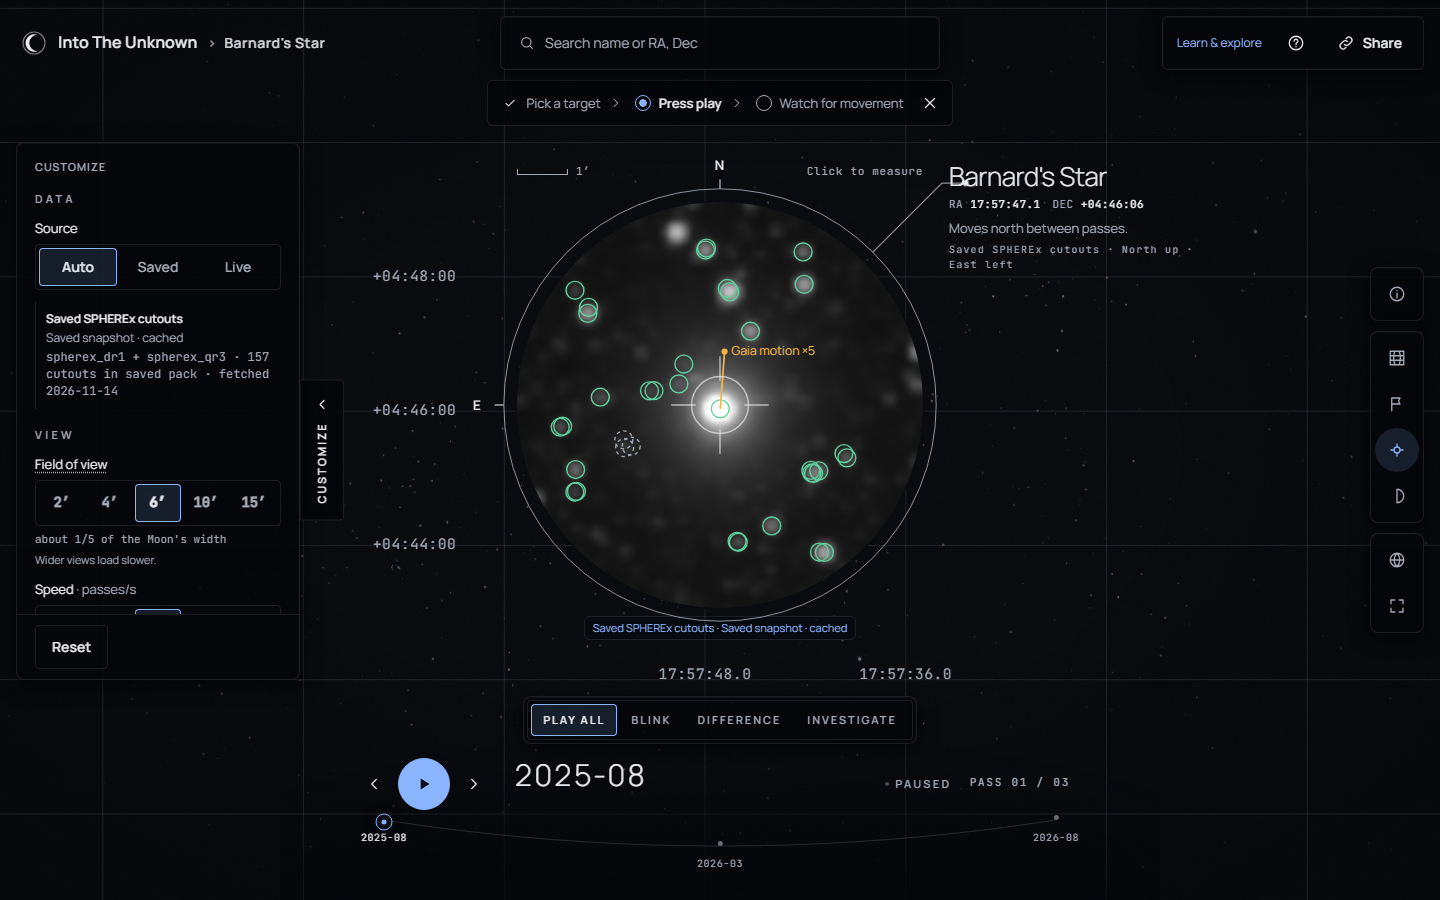 Into The Unknown › Barnard's Star
Search name or RA, Dec
Learn & explore
Share
Pick a target
Press play
Watch for movement
CUSTOMIZE
DATA
Source
Auto Saved Live
Saved SPHEREx cutouts
Saved snapshot · cached
spherex_dr1 + spherex_qr3 · 157
cutouts in saved pack · fetched
2026-11-14
VIEW
Field of view
2′ 4′ 6′ 10′ 15′
about 1/5 of the Moon's width
Wider views load slower.
Speed · passes/s
Reset
CUSTOMIZE
1′
N
Click to measure
Barnard's Star
RA 17:57:47.1 DEC +04:46:06
Moves north between passes.
Saved SPHEREx cutouts · North up ·
East left
+04:48:00
Gaia motion ×5
E
+04:46:00
+04:44:00
Saved SPHEREx cutouts · Saved snapshot · cached
17:57:48.0 17:57:36.0
PLAY ALL BLINK DIFFERENCE INVESTIGATE
2025-08
PAUSED PASS 01 / 03
2025-08
2026-03
2026-08